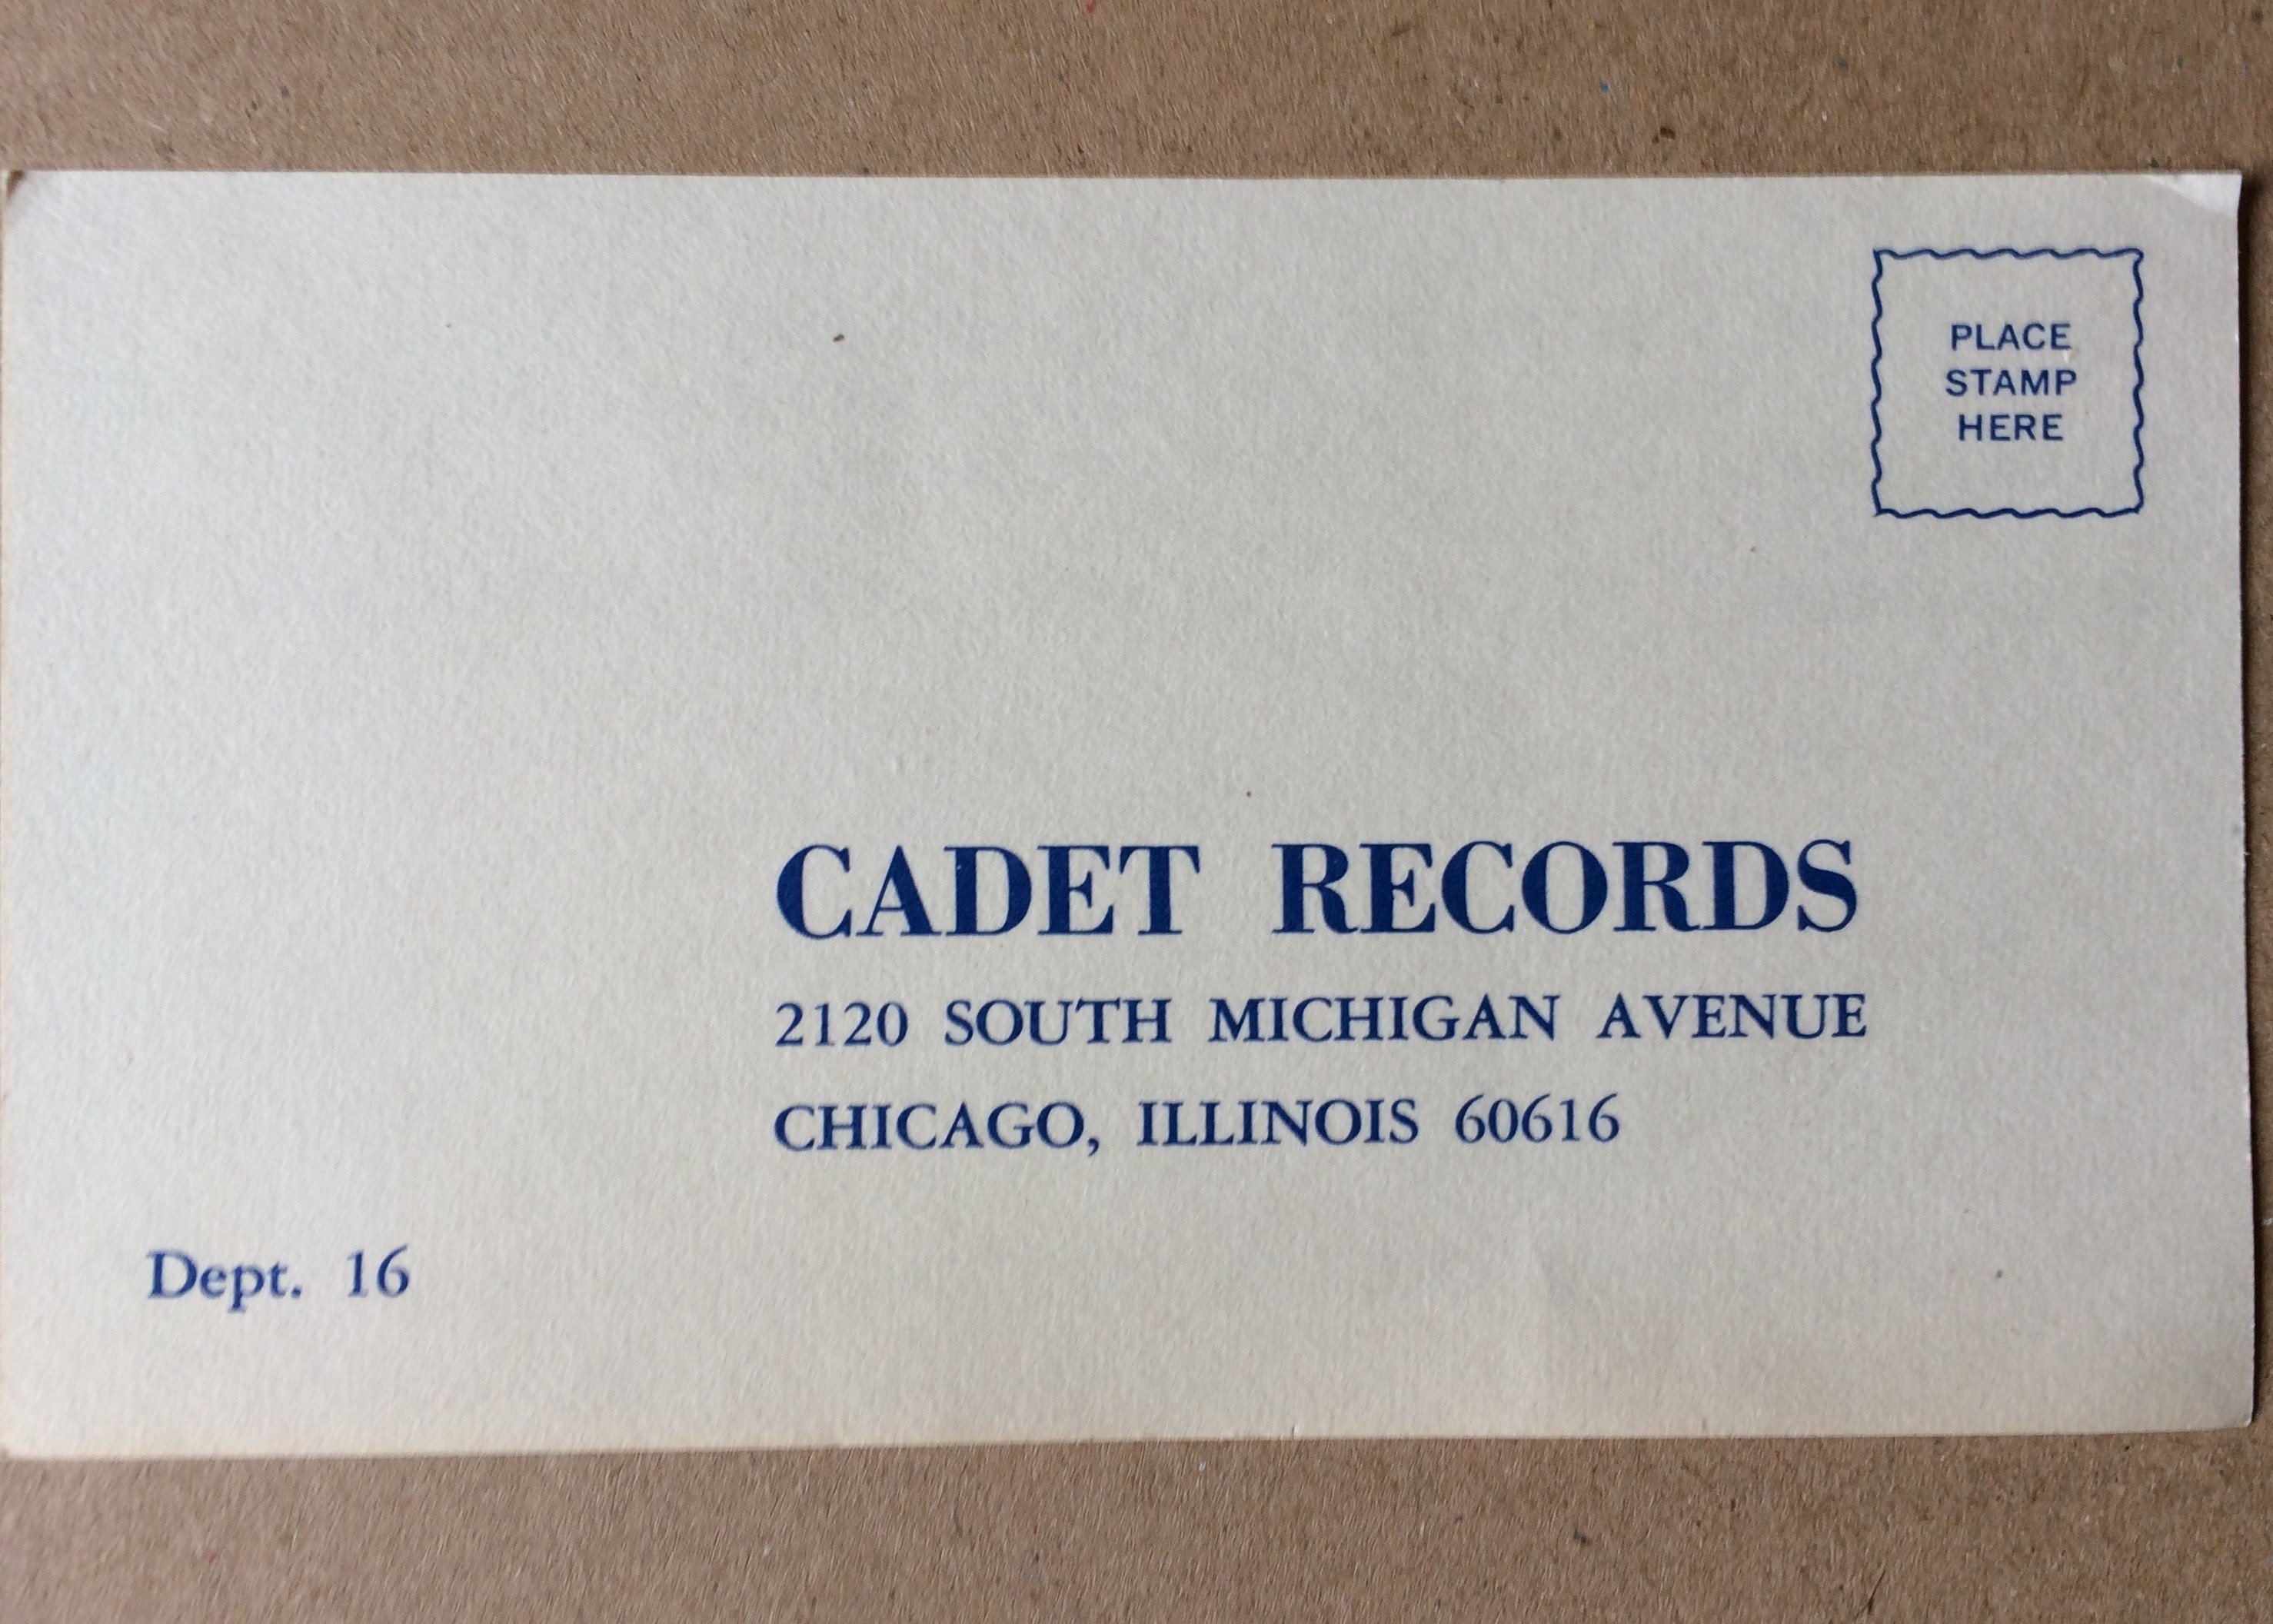 PLACE
STAMP
HERE
CADET RECORDS
2120 SOUTH MICHIGAN AVENUE
CHICAGO, ILLINOIS 60616
Dept. 16